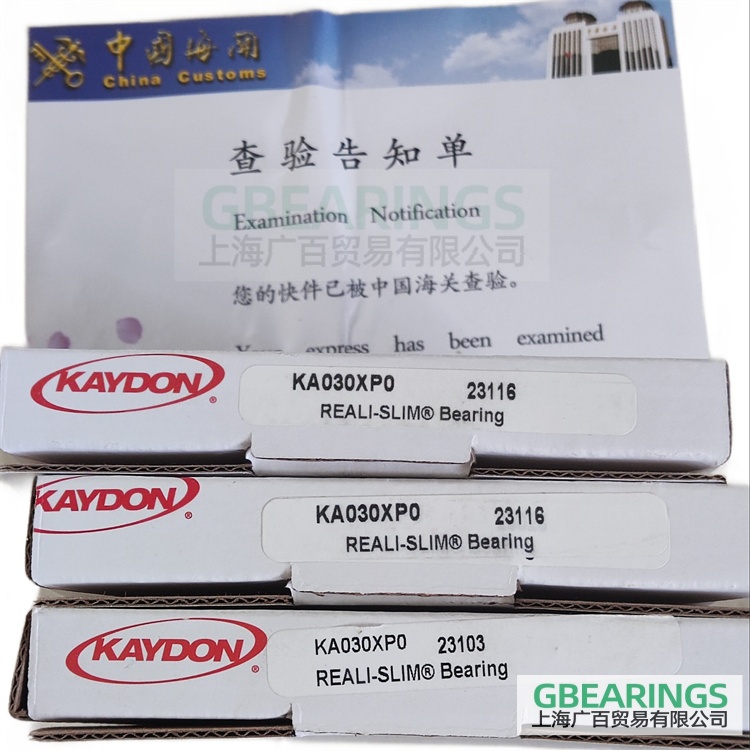 中国海关
China Customs
查验告知单
GBEARINGS
Examination Notification
上海广百贸易有限公司
您的快件已被中国海关查验。
Your express has been examined
KAYDON®
KA030XP0 23116
REALI-SLIM® Bearing
KAYDON®
KA030XP0 23116
REALI-SLIM® Bearing
KAYDON®
KA030XP0 23103
REALI-SLIM® Bearing
GBEARINGS
上海广百贸易有限公司